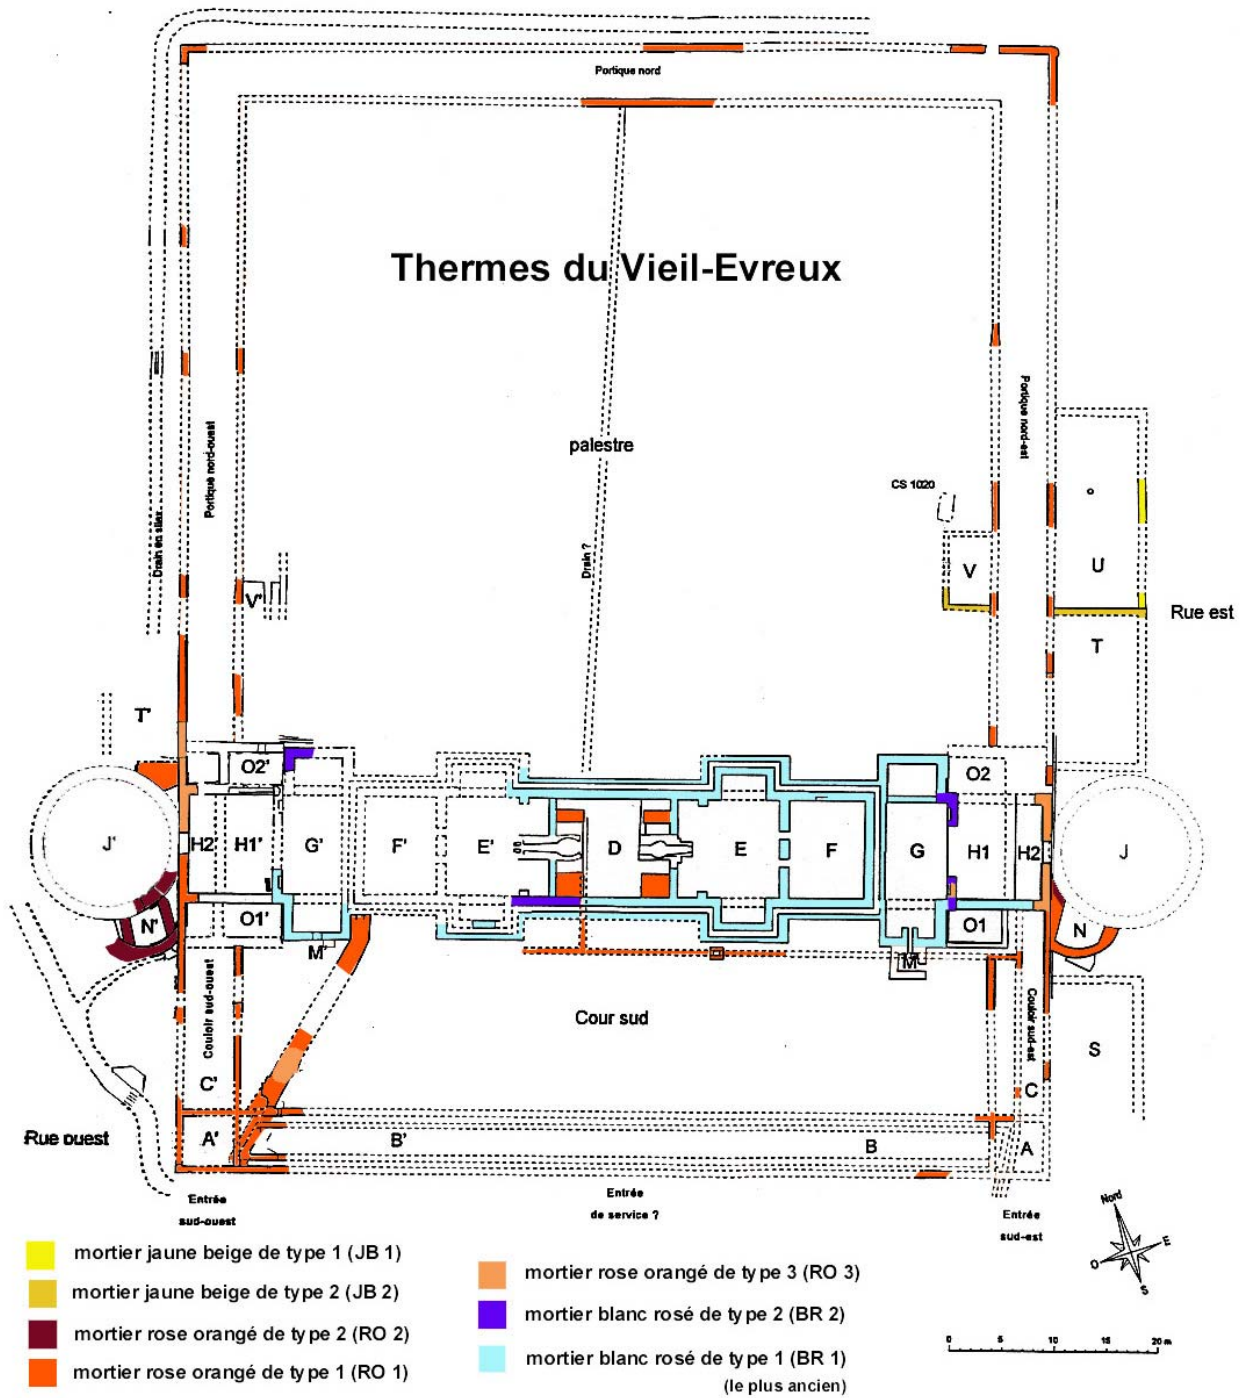 Portique nord
Thermes du Vieil-Evreux
palestre
Portique nord-ouest
Portique nord-est
Drain en silex
Drain ?
CS 1020
V
V'
U
Rue est
T
T'
O2'
O2
J'
H2
H1'
G'
F'
E'
D
E
F
G
H1
H2
J
N'
O1'
M'
M
O1
N
Couloir sud-ouest
Cour sud
Couloir sud-est
S
C'
C
Rue ouest
A'
B'
B
A
Entrée
sud-ouest
Entrée
de service ?
Entrée
sud-est
Nord
E
O
S
mortier jaune beige de type 1 (JB 1)
mortier jaune beige de type 2 (JB 2)
mortier rose orangé de type 2 (RO 2)
mortier rose orangé de type 1 (RO 1)
mortier rose orangé de type 3 (RO 3)
mortier blanc rosé de type 2 (BR 2)
mortier blanc rosé de type 1 (BR 1)
(le plus ancien)
0 5 10 15 20 m